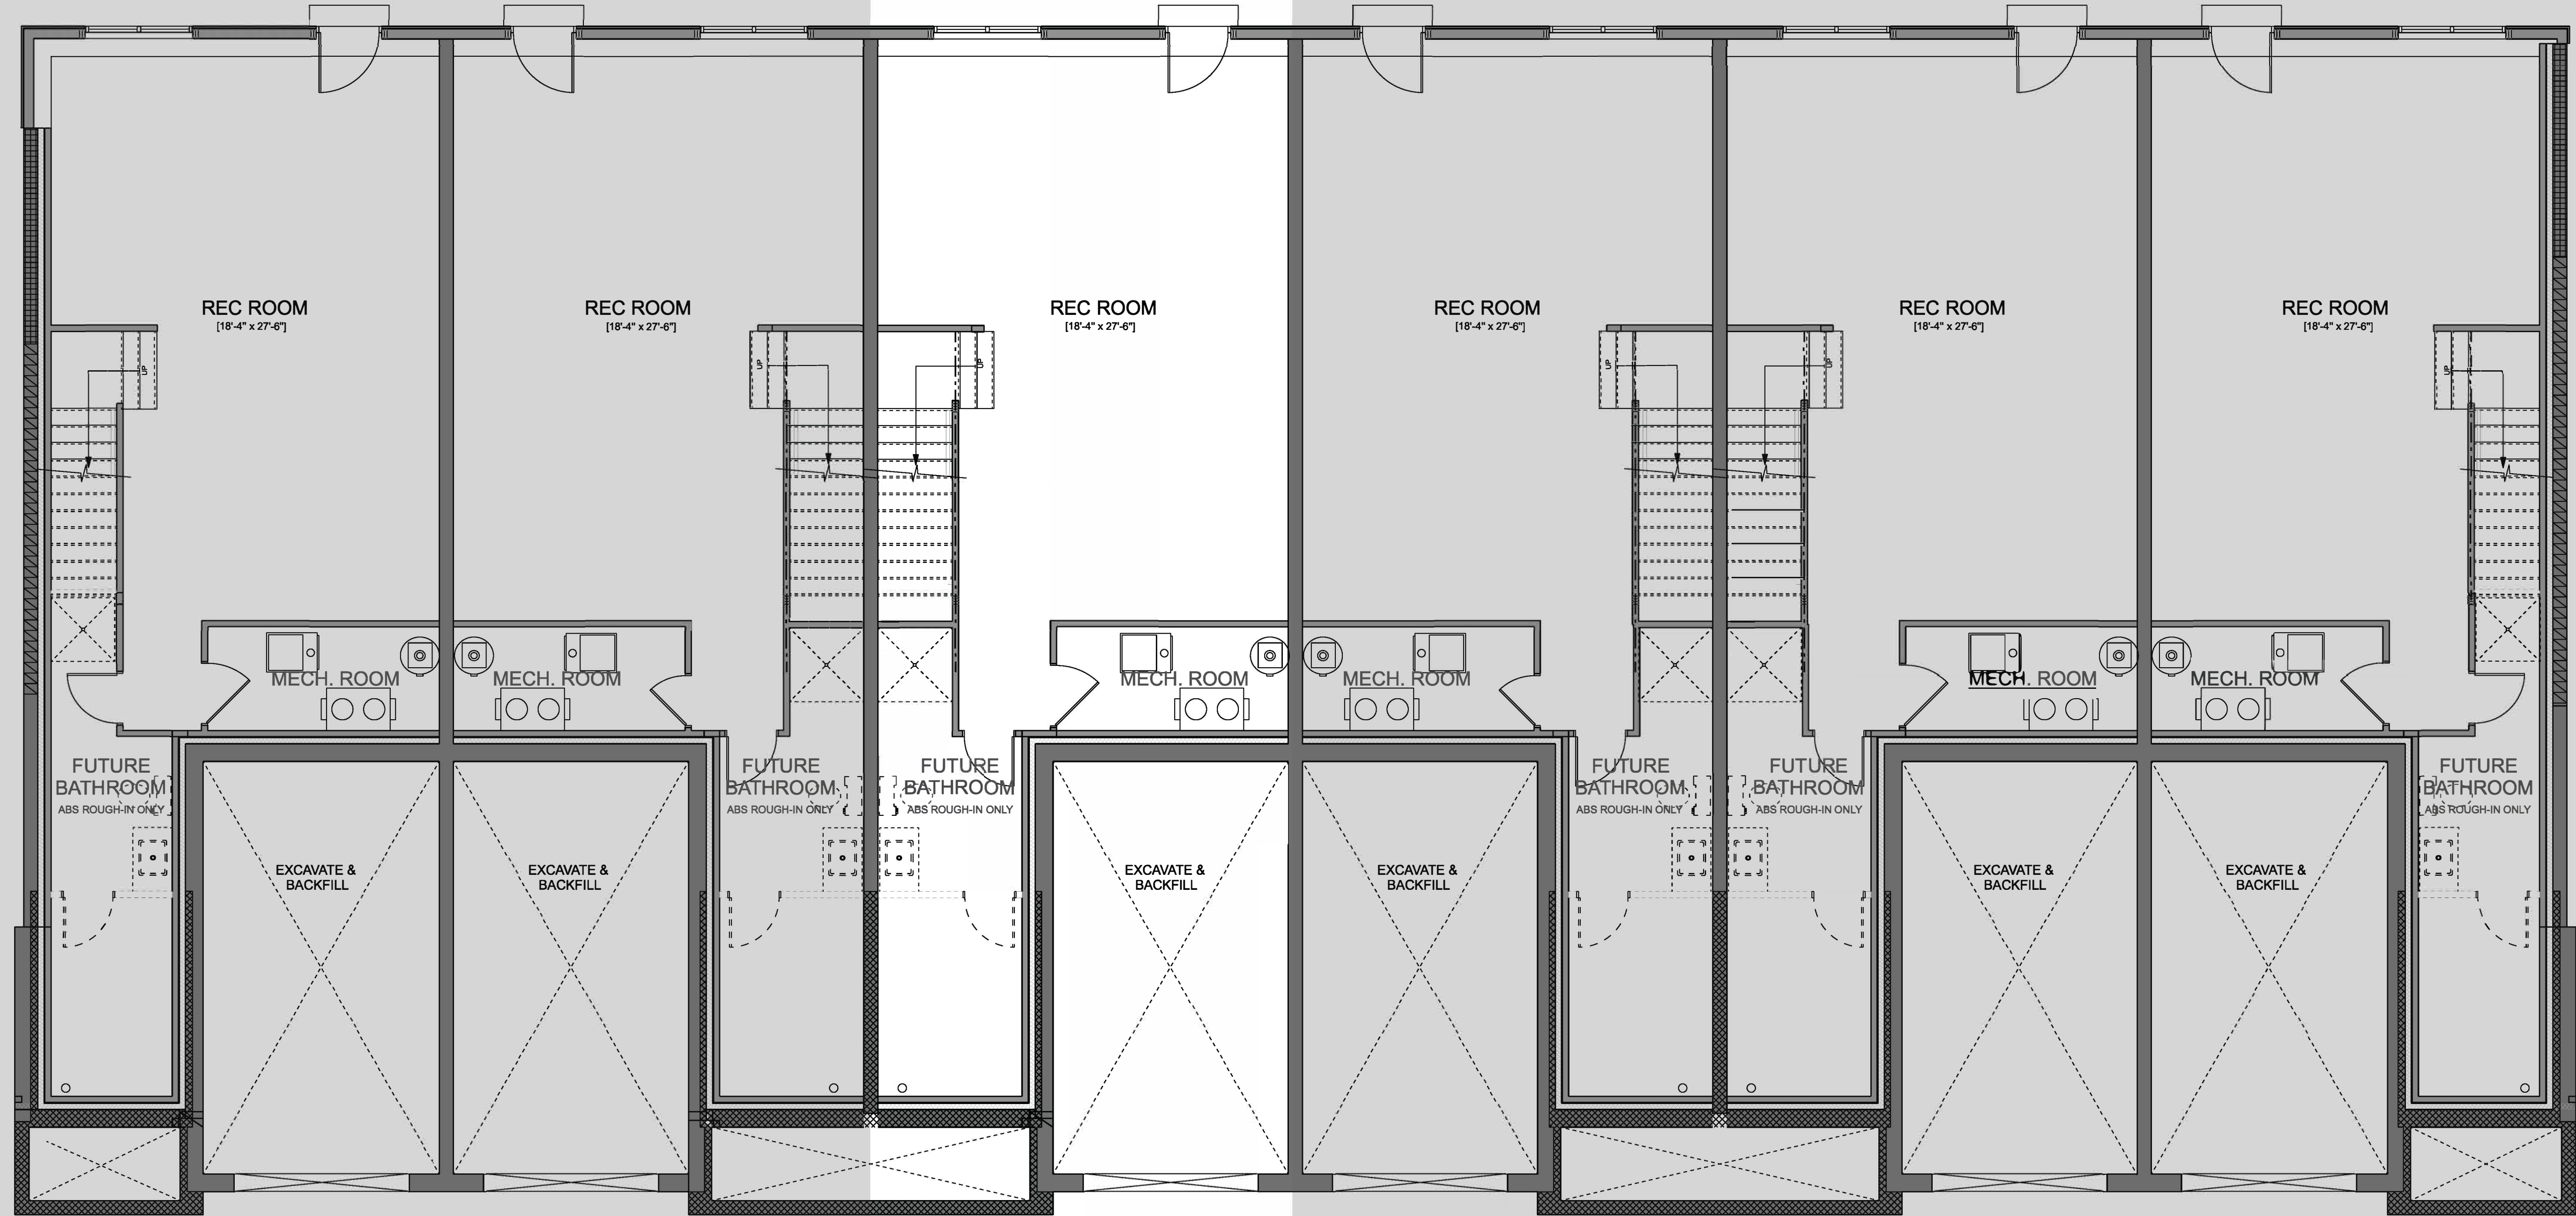 REC ROOM
[18'-4" x 27'-6"]
REC ROOM
[18'-4" x 27'-6"]
REC ROOM
[18'-4" x 27'-6"]
REC ROOM
[18'-4" x 27'-6"]
REC ROOM
[18'-4" x 27'-6"]
REC ROOM
[18'-4" x 27'-6"]
UP
UP
UP
UP
UP
UP
MECH. ROOM
MECH. ROOM
MECH. ROOM
MECH. ROOM
MECH. ROOM
MECH. ROOM
FUTURE
BATHROOM
ABS ROUGH-IN ONLY
FUTURE
BATHROOM
ABS ROUGH-IN ONLY
FUTURE
BATHROOM
ABS ROUGH-IN ONLY
FUTURE
BATHROOM
ABS ROUGH-IN ONLY
FUTURE
BATHROOM
ABS ROUGH-IN ONLY
FUTURE
BATHROOM
ABS ROUGH-IN ONLY
EXCAVATE &
BACKFILL
EXCAVATE &
BACKFILL
EXCAVATE &
BACKFILL
EXCAVATE &
BACKFILL
EXCAVATE &
BACKFILL
EXCAVATE &
BACKFILL